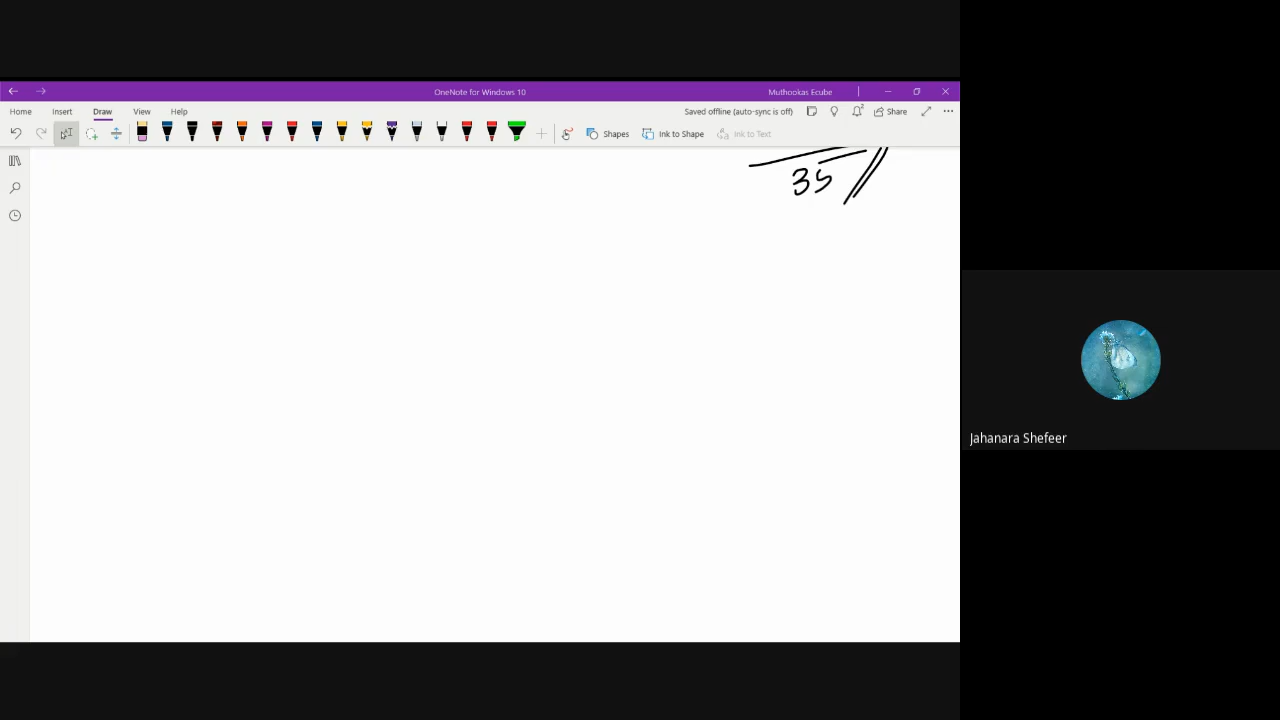 OneNote for Windows 10
Muthookas Ecube
Home Insert Draw View Help
Saved offline (auto-sync is off)
Share
Shapes
Ink to Shape
Ink to Text
35
Jahanara Shefeer